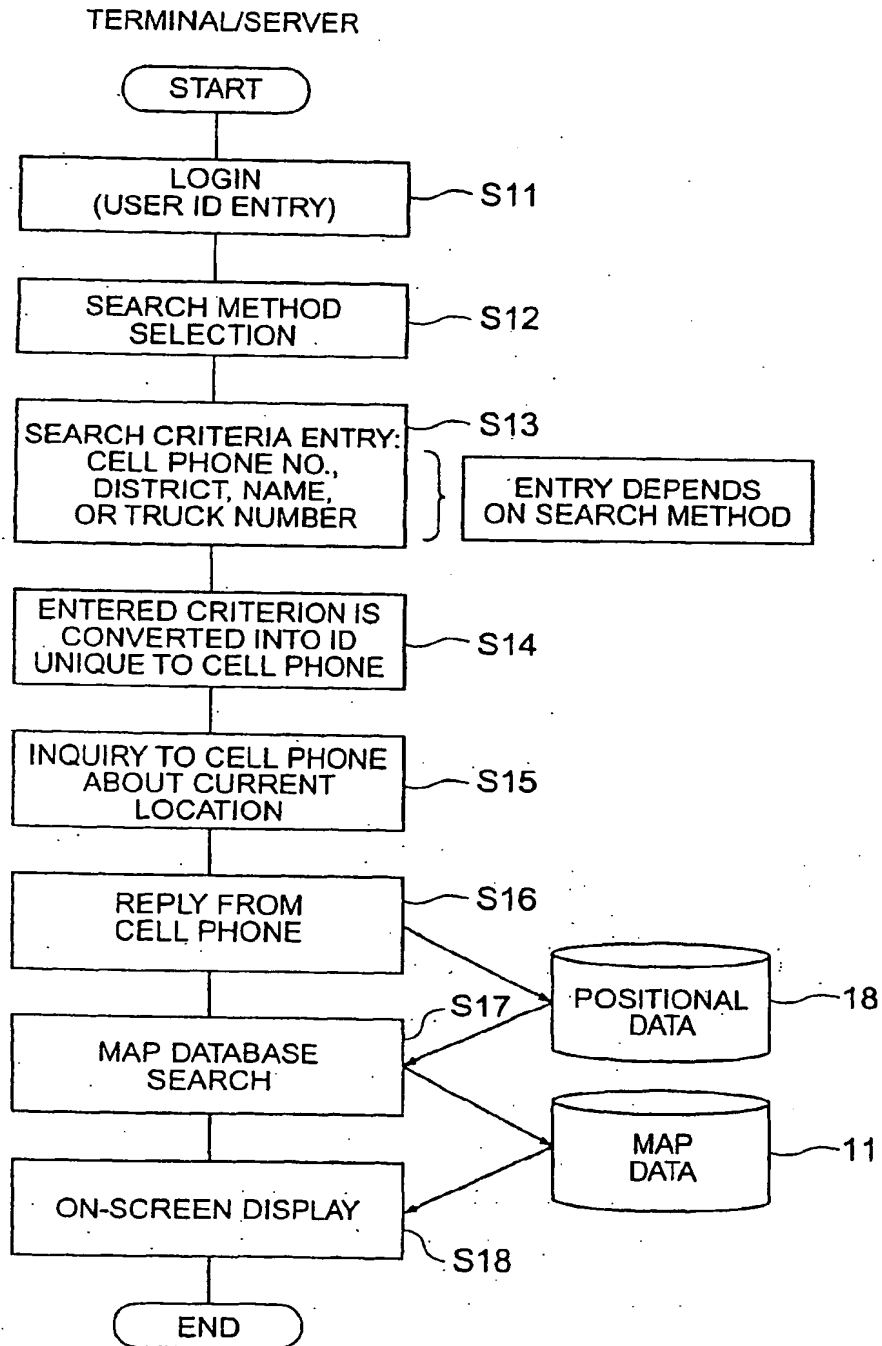 TERMINAL/SERVER
START
LOGIN
(USER ID ENTRY)
S11
SEARCH METHOD
SELECTION
S12
S13
SEARCH CRITERIA ENTRY:
CELL PHONE NO.,
DISTRICT, NAME,
OR TRUCK NUMBER
ENTRY DEPENDS
ON SEARCH METHOD
ENTERED CRITERION IS
CONVERTED INTO ID
UNIQUE TO CELL PHONE
S14
INQUIRY TO CELL PHONE
ABOUT CURRENT
LOCATION
S15
REPLY FROM
CELL PHONE
S16
POSITIONAL
DATA
18
S17
MAP DATABASE
SEARCH
MAP
DATA
11
ON-SCREEN DISPLAY
S18
END